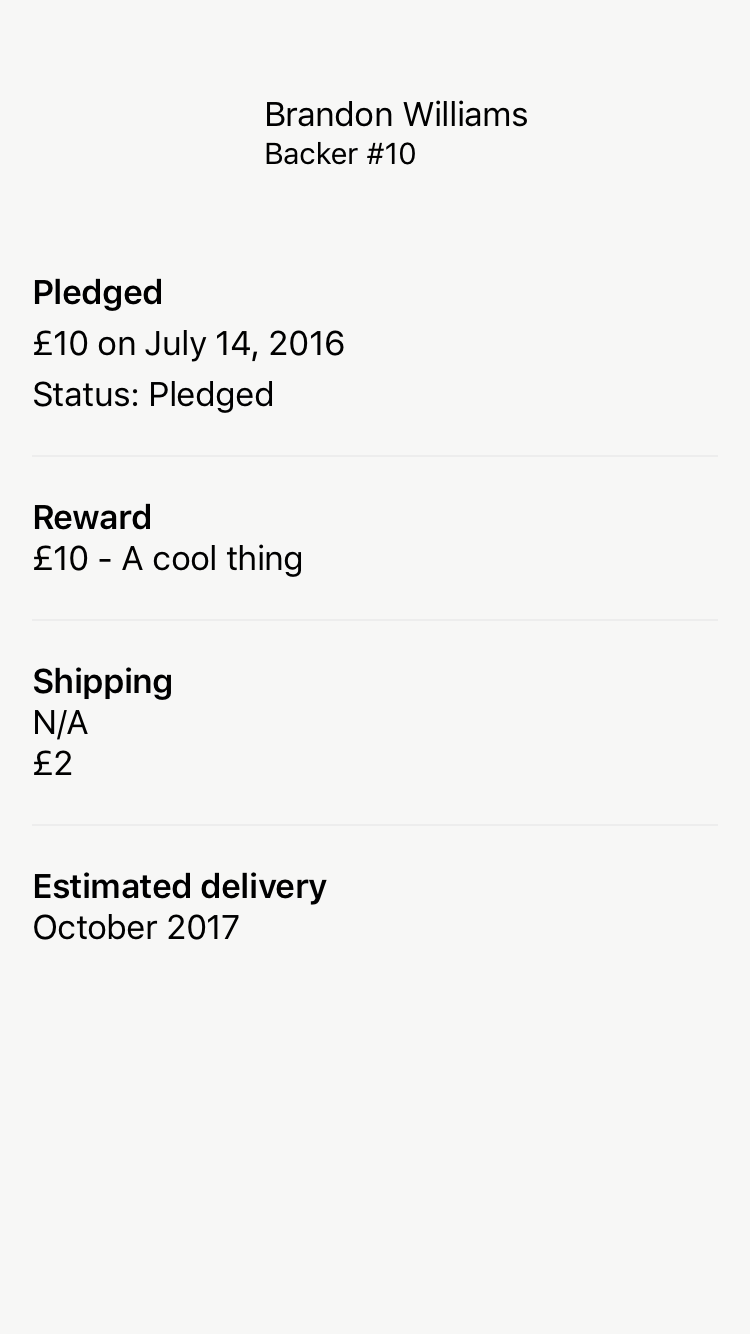 Brandon Williams
Backer #10
Pledged
£10 on July 14, 2016
Status: Pledged
Reward
£10 - A cool thing
Shipping
N/A
£2
Estimated delivery
October 2017